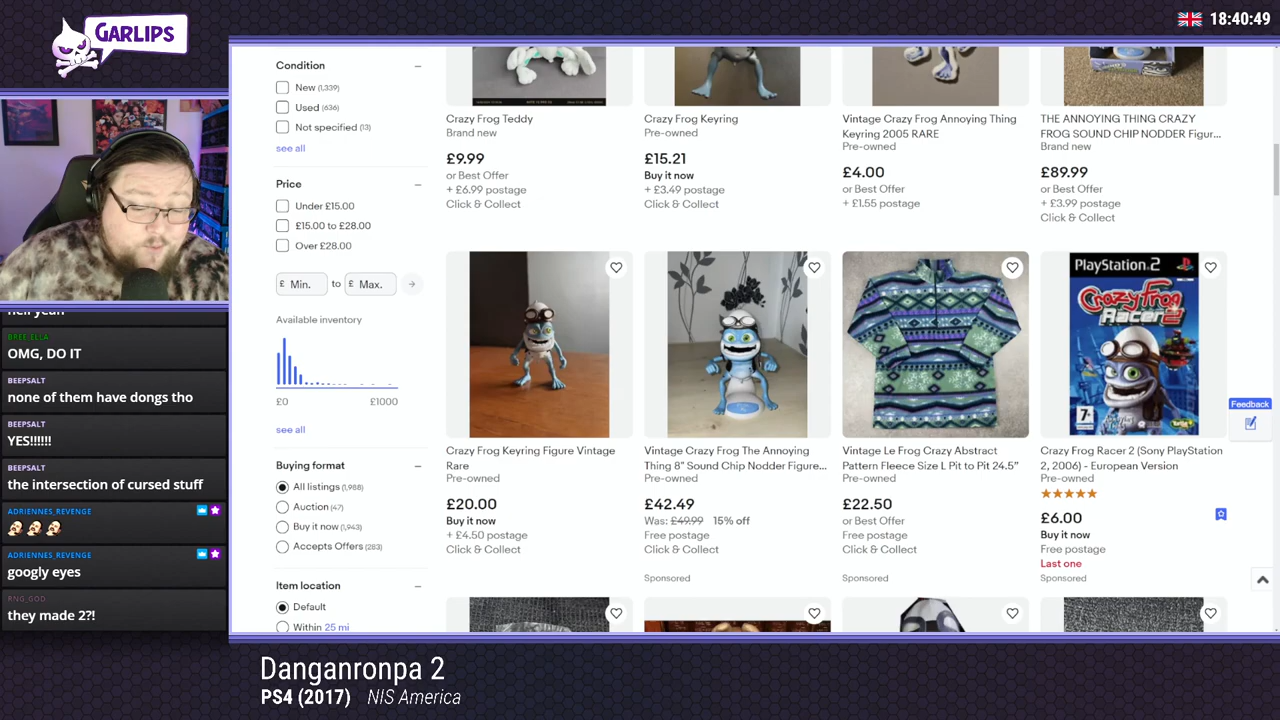 GARLIPS
18:40:49
hell yeah
BREE:ELLA
OMG, DO IT
BEEPSALT
none of them have dongs tho
BEEPSALT
YES!!!!!!
BEEPSALT
the intersection of cursed stuff
ADRIENNES_REVENGE
ADRIENNES_REVENGE
googly eyes
RNG_GOD
they made 2?!
Condition
New (1,339)
Used (636)
Not specified (13)
see all
Price
Under £15.00
£15.00 to £28.00
Over £28.00
£ Min. to £ Max.
Available inventory
£0 £1000
see all
Buying format
All listings (1,988)
Auction (47)
Buy it now (1,943)
Accepts Offers (283)
Item location
Default
Within 25 mi
Crazy Frog Teddy
Brand new
£9.99
or Best Offer
+ £6.99 postage
Click & Collect
Crazy Frog Keyring
Pre-owned
£15.21
Buy it now
+ £3.49 postage
Click & Collect
Vintage Crazy Frog Annoying Thing
Keyring 2005 RARE
Pre-owned
£4.00
or Best Offer
+ £1.55 postage
THE ANNOYING THING CRAZY
FROG SOUND CHIP NODDER Figur...
Brand new
£89.99
or Best Offer
+ £3.99 postage
Click & Collect
Crazy Frog Keyring Figure Vintage
Rare
Pre-owned
£20.00
Buy it now
+ £4.50 postage
Click & Collect
Vintage Crazy Frog The Annoying
Thing 8" Sound Chip Nodder Figure...
Pre-owned
£42.49
Was: £49.99 15% off
Free postage
Click & Collect
Sponsored
Vintage Le Frog Crazy Abstract
Pattern Fleece Size L Pit to Pit 24.5"
Pre-owned
£22.50
or Best Offer
Free postage
Click & Collect
Sponsored
PlayStation.2
Crazy Frog
Racer 2
7+
Crazy Frog Racer 2 (Sony PlayStation
2, 2006) - European Version
Pre-owned
£6.00
Buy it now
Free postage
Last one
Sponsored
Feedback
Danganronpa 2
PS4 (2017) NIS America